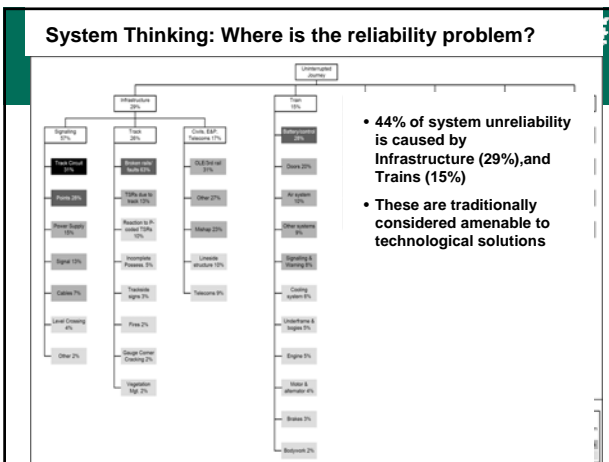 System Thinking: Where is the reliability problem?
Uninterrupted
Journey
Infrastructure
29%
Train
15%
Signalling
57%
Track
26%
Civils, E&P,
Telecoms 17%
Track Circuit
31%
Points 28%
Power Supply
15%
Signal 13%
Cables 7%
Level Crossing
4%
Other 2%
Broken rails/
faults 63%
TSRs due to
track 13%
Reaction to P-
coded TSRs
10%
Incomplete
Possess. 5%
Trackside
signs 3%
Fires 2%
Gauge Corner
Cracking 2%
Vegetation
Mgt. 2%
OLE/3rd rail
31%
Other 27%
Mishap 23%
Lineside
structure 10%
Telecoms 9%
Battery/control
28%
Doors 20%
Air system
10%
Other systems
9%
Signalling &
Warning 8%
Cooling
system 6%
Underframe &
bogies 5%
Engine 5%
Motor &
alternator 4%
Brakes 3%
Bodywork 2%
• 44% of system unreliability
is caused by
Infrastructure (29%),and
Trains (15%)
• These are traditionally
considered amenable to
technological solutions